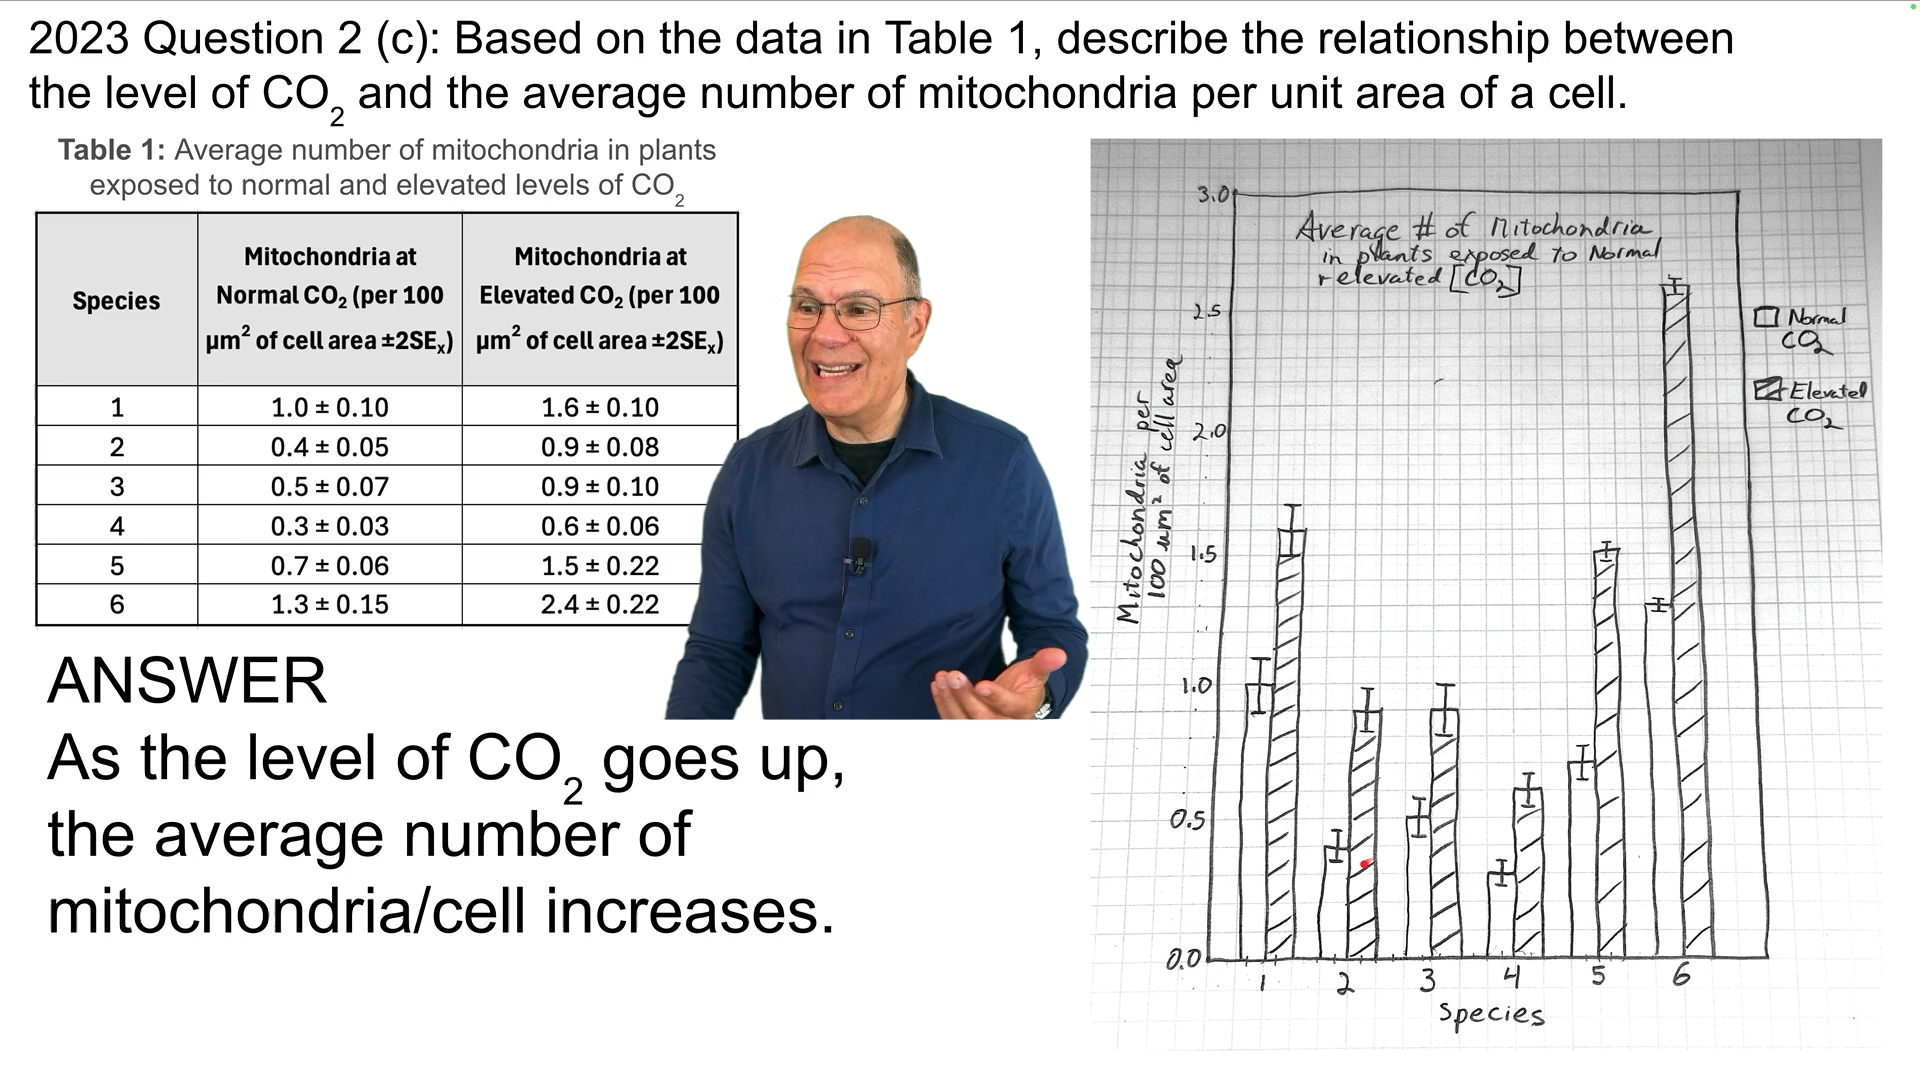 2023 Question 2 (c): Based on the data in Table 1, describe the relationship between
the level of CO2 and the average number of mitochondria per unit area of a cell.
Table 1: Average number of mitochondria in plants
exposed to normal and elevated levels of CO2
Species
Mitochondria at
Normal CO2 (per 100
µm² of cell area ±2SEx)
Mitochondria at
Elevated CO2 (per 100
µm² of cell area ±2SEx)
1 1.0 ± 0.10 1.6 ± 0.10
2 0.4 ± 0.05 0.9 ± 0.08
3 0.5 ± 0.07 0.9 ± 0.10
4 0.3 ± 0.03 0.6 ± 0.06
5 0.7 ± 0.06 1.5 ± 0.22
6 1.3 ± 0.15 2.4 ± 0.22
ANSWER
As the level of CO2 goes up,
the average number of
mitochondria/cell increases.
Average # of Mitochondria
in plants exposed to Normal
r elevated [CO2]
Mitochondria per
100 um² of cell area
3.0
2.5
2.0
1.5
1.0
0.5
0.0
1 2 3 4 5 6
Species
Normal
CO2
Elevated
CO2